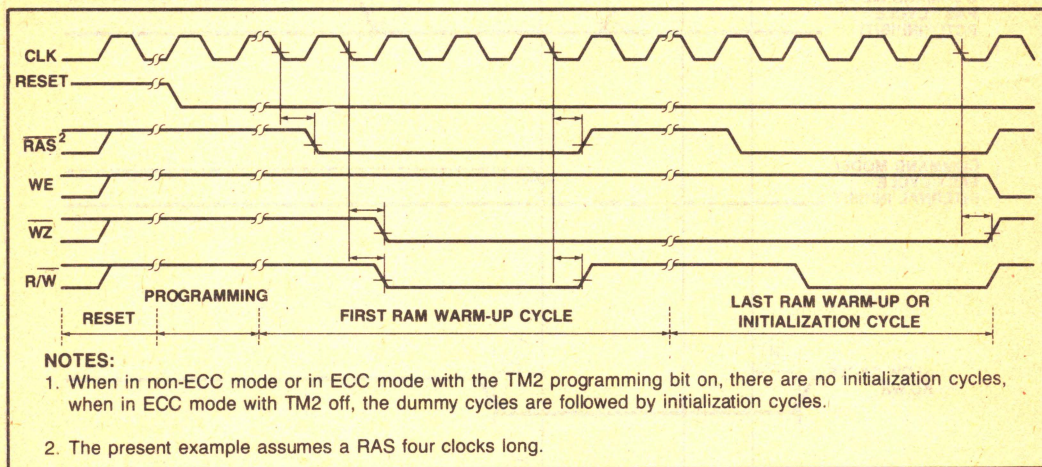 CLK
RESET
RAS²
WE
WZ
R/W
PROGRAMMING
RESET
FIRST RAM WARM-UP CYCLE
LAST RAM WARM-UP OR
INITIALIZATION CYCLE
NOTES:
1. When in non-ECC mode or in ECC mode with the TM2 programming bit on, there are no initialization cycles,
when in ECC mode with TM2 off, the dummy cycles are followed by initialization cycles.
2. The present example assumes a RAS four clocks long.